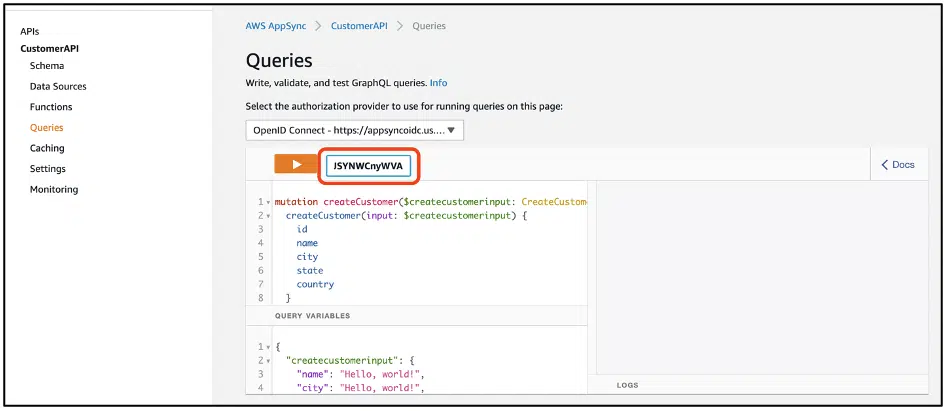 APIs
CustomerAPI
Schema
Data Sources
Functions
Queries
Caching
Settings
Monitoring
AWS AppSync > CustomerAPI > Queries
Queries
Write, validate, and test GraphQL queries. Info
Select the authorization provider to use for running queries on this page:
OpenID Connect - https://appsyncoidc.us....
JSYNWCnyWVA
< Docs
1 mutation createCustomer($createcustomerinput: CreateCustom
2 createCustomer(input: $createcustomerinput) {
3 id
4 name
5 city
6 state
7 country
8 }
QUERY VARIABLES
1 {
2 "createcustomerinput": {
3 "name": "Hello, world!",
4 "city": "Hello, world!",
LOGS